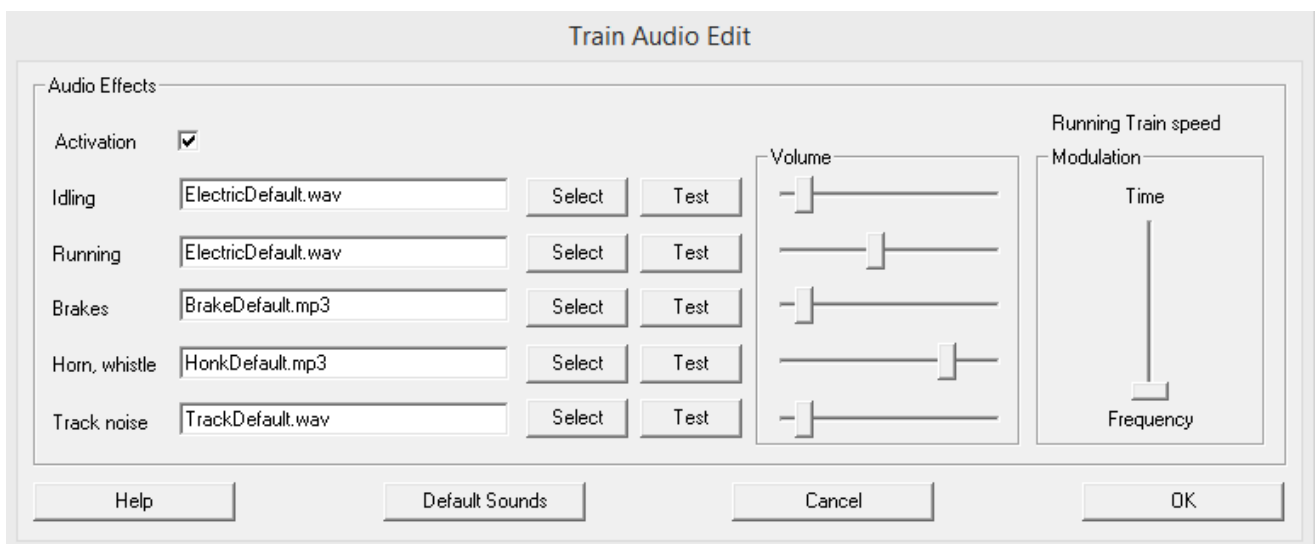 Train Audio Edit
Audio Effects
Running Train speed
Activation
Volume
Modulation
Idling ElectricDefault.wav Select Test
Time
Running ElectricDefault.wav Select Test
Brakes BrakeDefault.mp3 Select Test
Horn, whistle HonkDefault.mp3 Select Test
Track noise TrackDefault.wav Select Test
Frequency
Help Default Sounds Cancel OK